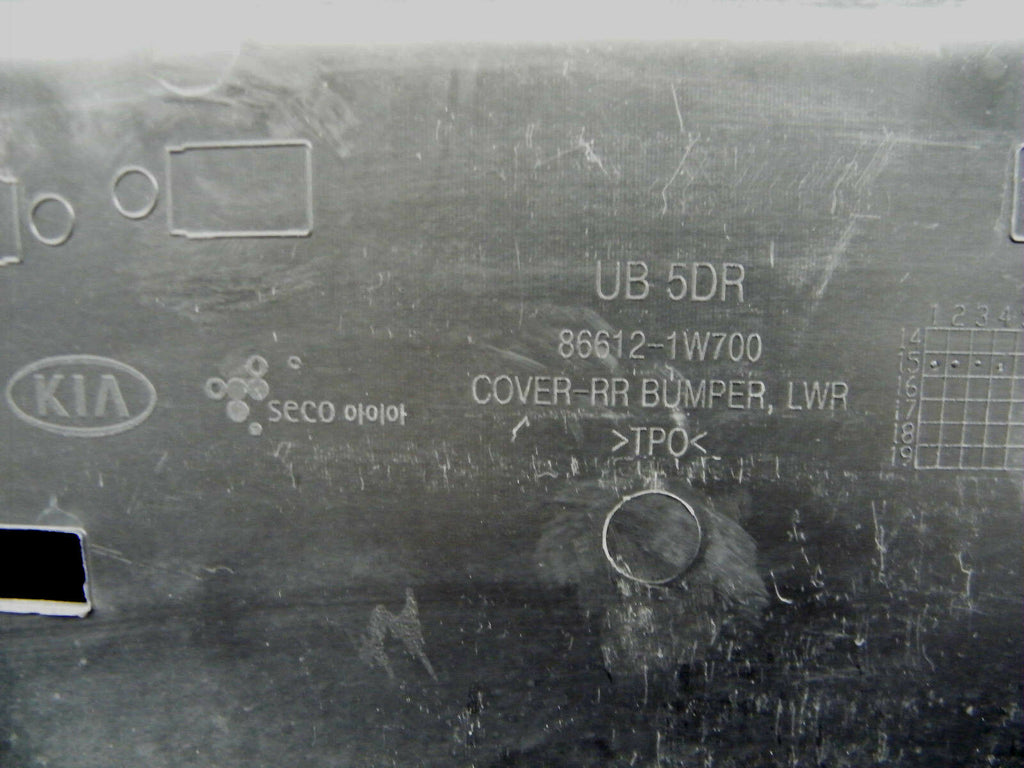 UB 5DR
86612-1W700
COVER-RR BUMPER, LWR
>TPO<
KIA
seco 아이아
1 2 3 4
14
15
16
17
18
19